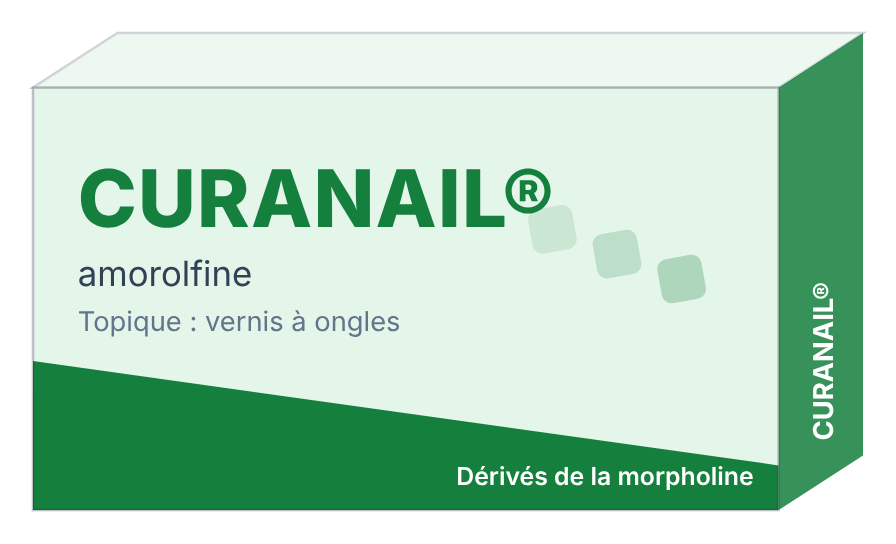 CURANAIL®
amorolfine
Topique : vernis à ongles
Dérivés de la morpholine
CURANAIL®